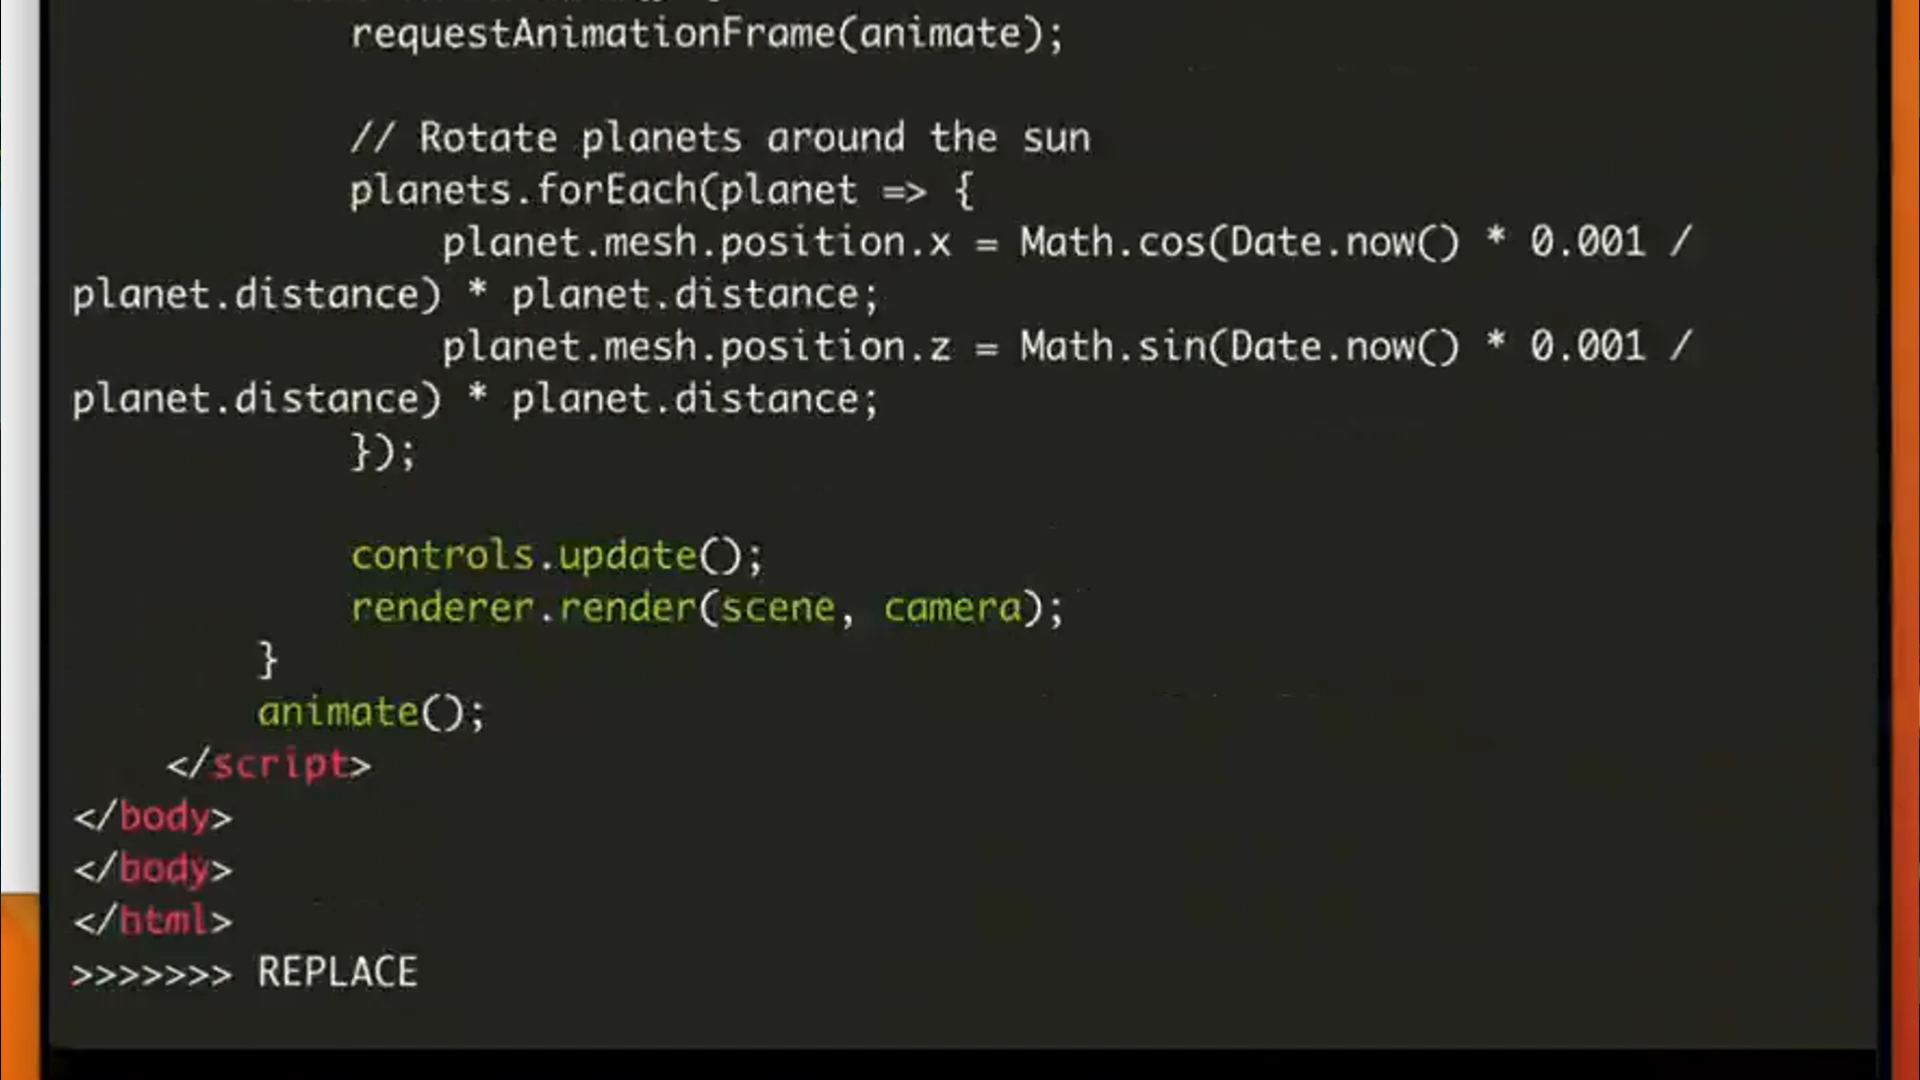 requestAnimationFrame(animate);
// Rotate planets around the sun
planets.forEach(planet => {
planet.mesh.position.x = Math.cos(Date.now() * 0.001 /
planet.distance) * planet.distance;
planet.mesh.position.z = Math.sin(Date.now() * 0.001 /
planet.distance) * planet.distance;
});
controls.update();
renderer.render(scene, camera);
}
animate();
</script>
</body>
</body>
</html>
>>>>>>> REPLACE